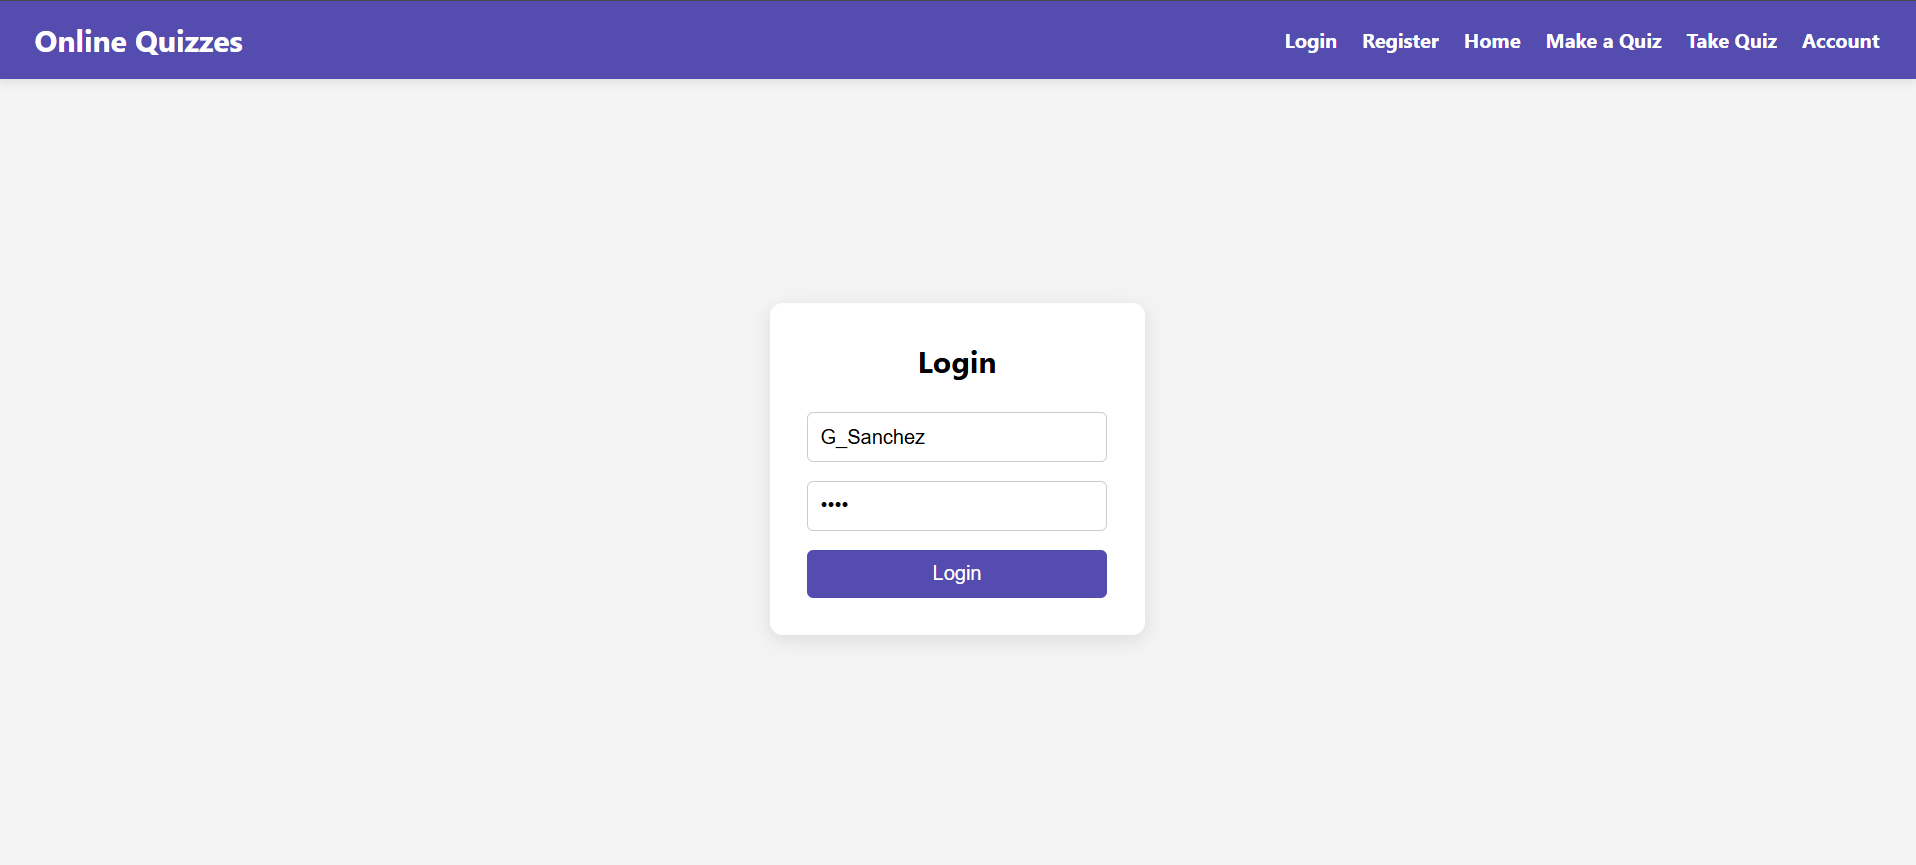 Online Quizzes
Login Register Home Make a Quiz Take Quiz Account
Login
G_Sanchez
••••
Login